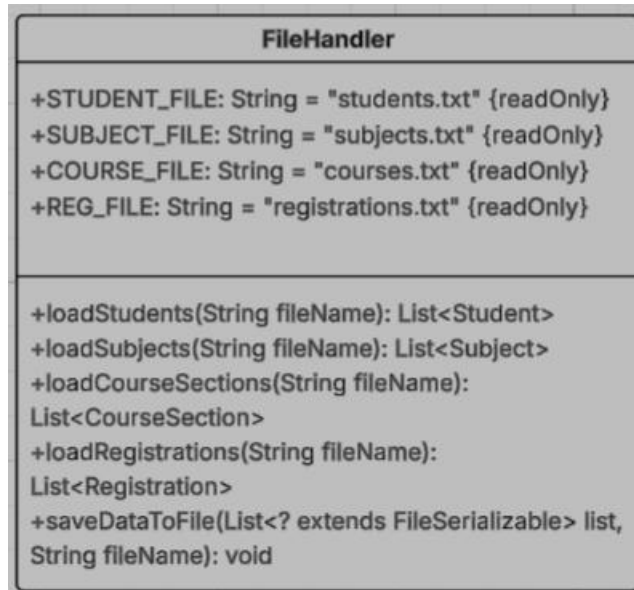 FileHandler
+STUDENT_FILE: String = "students.txt" {readOnly}
+SUBJECT_FILE: String = "subjects.txt" {readOnly}
+COURSE_FILE: String = "courses.txt" {readOnly}
+REG_FILE: String = "registrations.txt" {readOnly}
+loadStudents(String fileName): List<Student>
+loadSubjects(String fileName): List<Subject>
+loadCourseSections(String fileName):
List<CourseSection>
+loadRegistrations(String fileName):
List<Registration>
+saveDataToFile(List<? extends FileSerializable> list,
String fileName): void